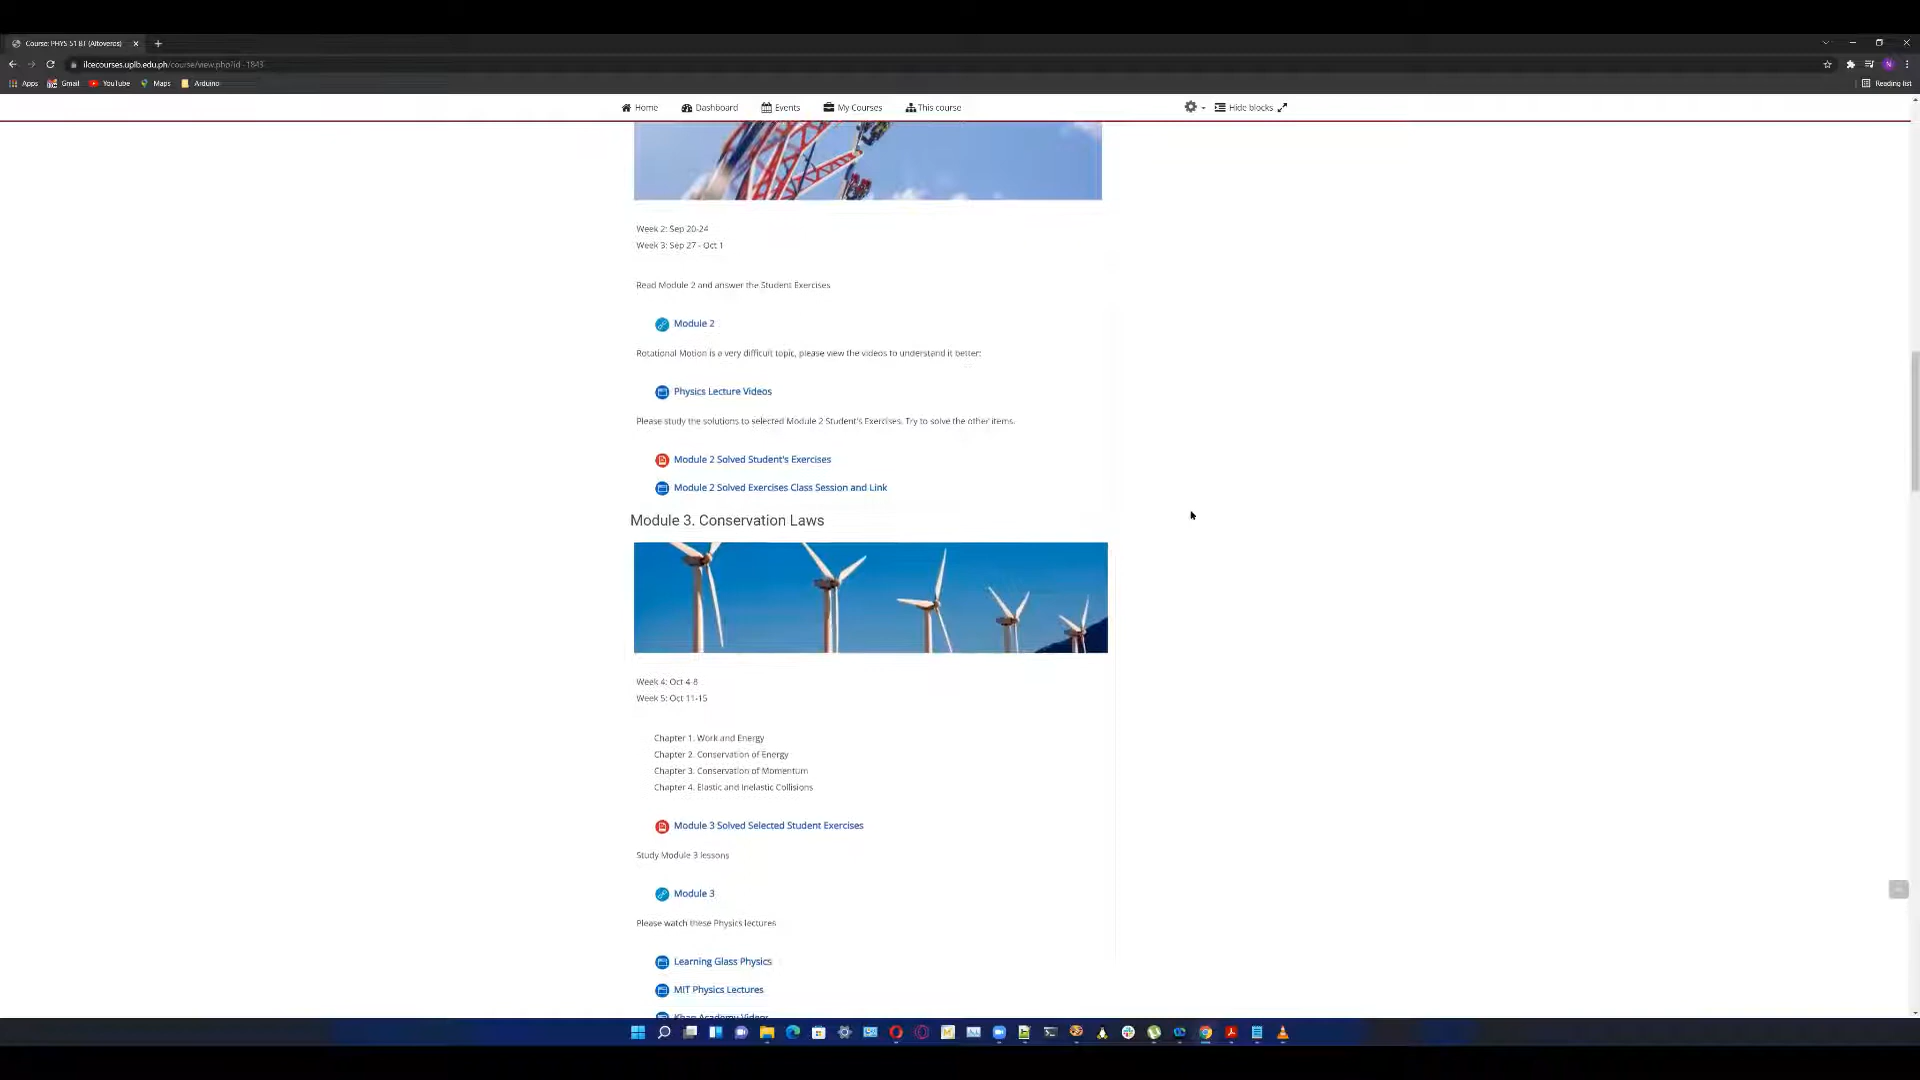 Course: PHYS 51 BT (Altoveros)
ilcecourses.uplb.edu.ph/course/view.php?id=1843
Apps Gmail YouTube Maps Arduino Reading list
Home Dashboard Events My Courses This course Hide blocks
Week 2: Sep 20-24
Week 3: Sep 27 - Oct 1
Read Module 2 and answer the Student Exercises
Module 2
Rotational Motion is a very difficult topic, please view the videos to understand it better:
Physics Lecture Videos
Please study the solutions to selected Module 2 Student's Exercises. Try to solve the other items.
Module 2 Solved Student's Exercises
Module 2 Solved Exercises Class Session and Link
Module 3. Conservation Laws
Week 4: Oct 4-8
Week 5: Oct 11-15
Chapter 1. Work and Energy
Chapter 2. Conservation of Energy
Chapter 3. Conservation of Momentum
Chapter 4. Elastic and Inelastic Collisions
Module 3 Solved Selected Student Exercises
Study Module 3 lessons
Module 3
Please watch these Physics lectures
Learning Glass Physics
MIT Physics Lectures
Khan Academy Videos